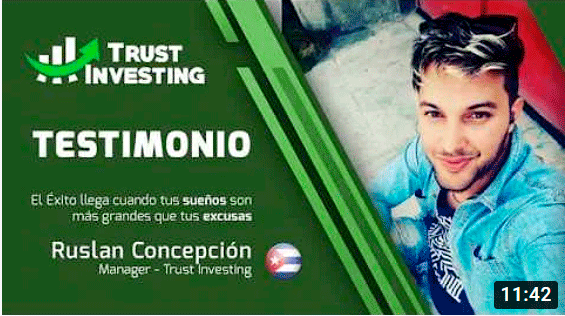 TRUST
INVESTING
TESTIMONIO
El Éxito llega cuando tus sueños son
más grandes que tus excusas
Ruslan Concepción
Manager - Trust Investing
11:42